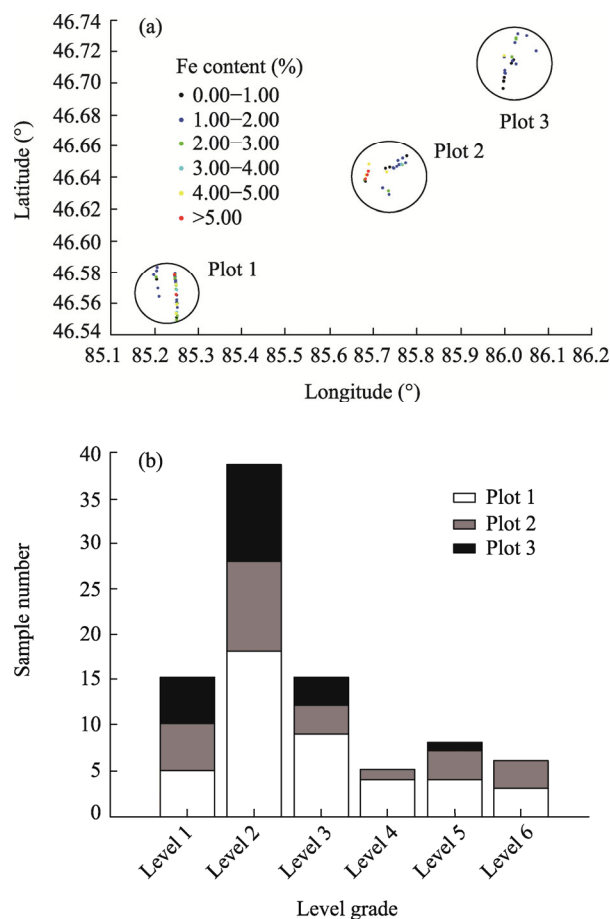 (a)
46.74
46.72
46.70
46.68
46.66
46.64
46.62
46.60
46.58
46.56
46.54
Latitude (°)
Fe content (%)
0.00−1.00
1.00−2.00
2.00−3.00
3.00−4.00
4.00−5.00
>5.00
Plot 3
Plot 2
Plot 1
85.1 85.2 85.3 85.4 85.5 85.6 85.7 85.8 85.9 86.0 86.1 86.2
Longitude (°)
(b)
40
35
30
25
20
15
10
5
0
Sample number
Plot 1
Plot 2
Plot 3
Level 1 Level 2 Level 3 Level 4 Level 5 Level 6
Level grade